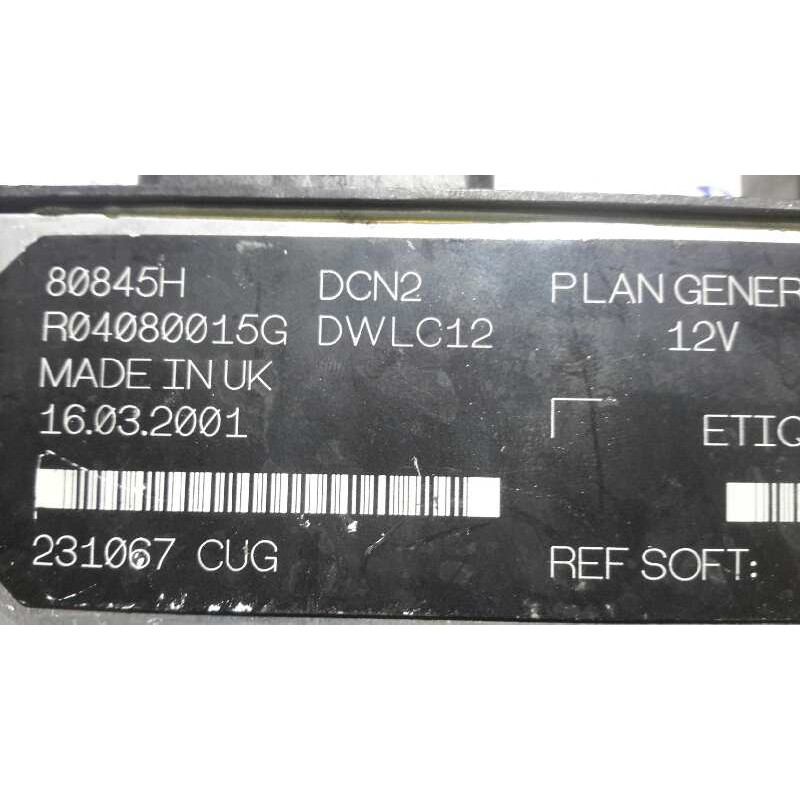 80845H DCN2 PLAN GENER
R04080015G DWLC12 12V
MADE IN UK
16.03.2001
ETIQ
231067 CUG REF SOFT: